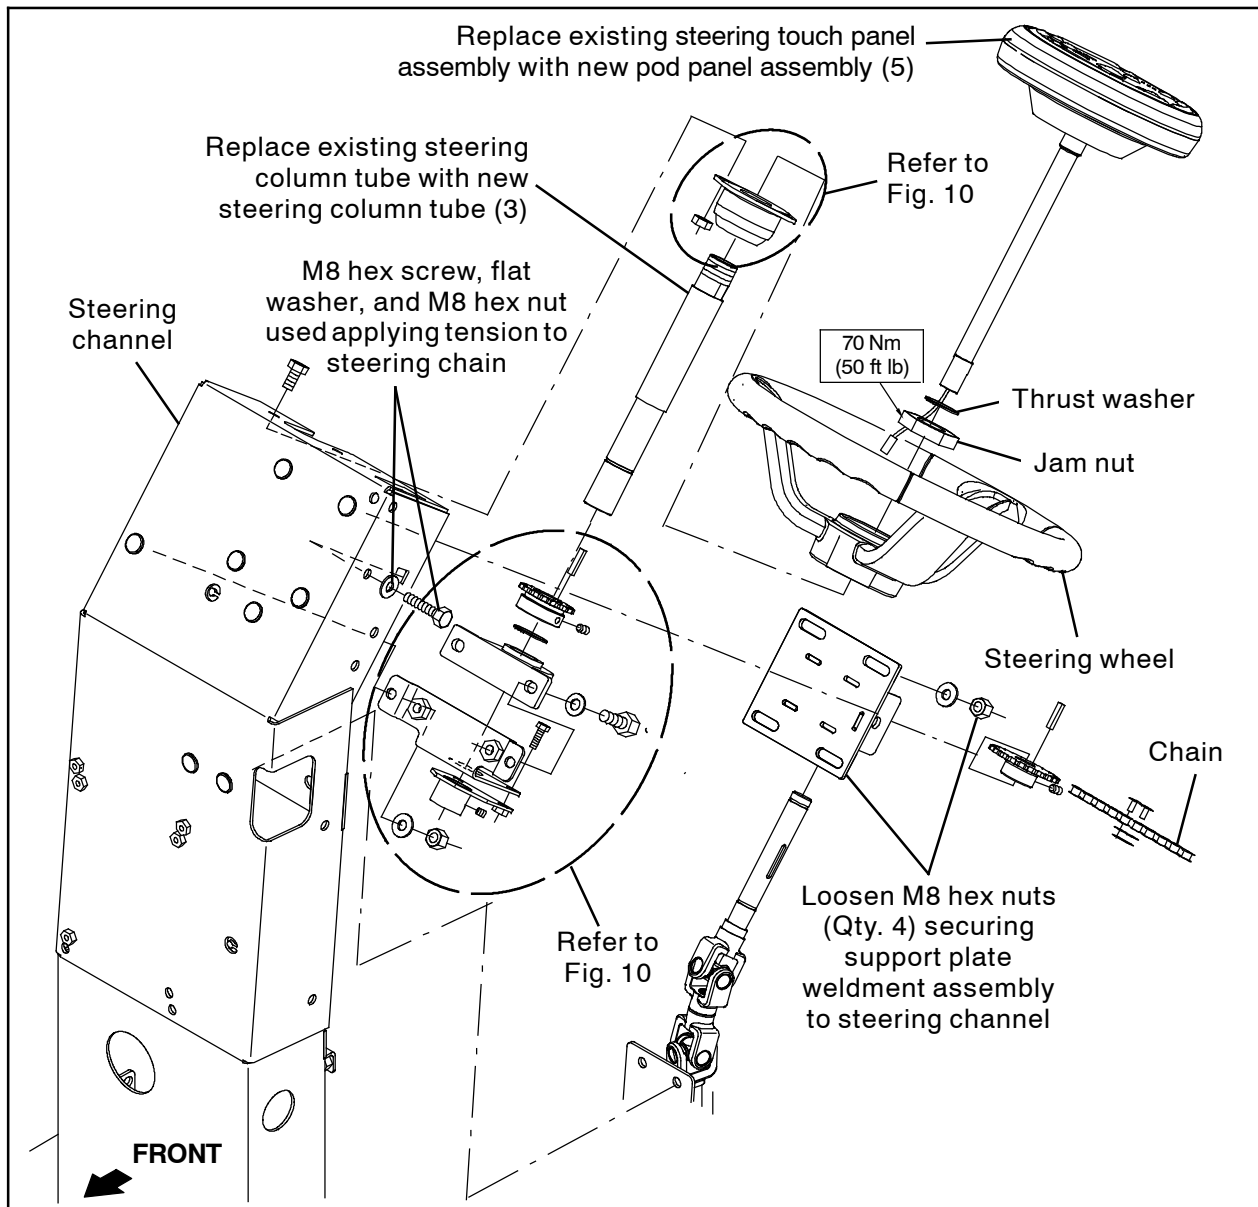 Replace existing steering touch panel
assembly with new pod panel assembly (5)
Replace existing steering
column tube with new
steering column tube (3)
Refer to
Fig. 10
M8 hex screw, flat
washer, and M8 hex nut
used applying tension to
steering chain
Steering
channel
70 Nm
(50 ft lb)
Thrust washer
Jam nut
Steering wheel
Chain
Loosen M8 hex nuts
(Qty. 4) securing
support plate
weldment assembly
to steering channel
Refer to
Fig. 10
FRONT